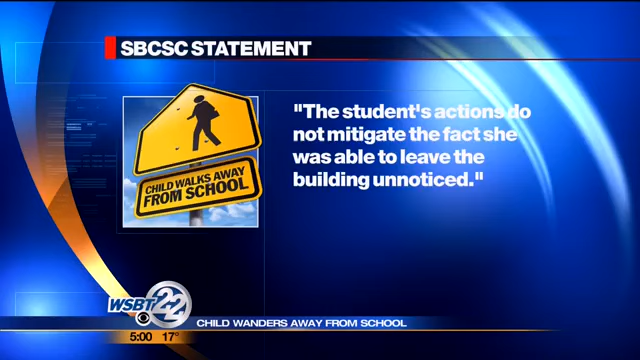 SBCSC STATEMENT
"The student's actions do
not mitigate the fact she
was able to leave the
building unnoticed."
CHILD WALKS AWAY
FROM SCHOOL
WSBT 22
CHILD WANDERS AWAY FROM SCHOOL
5:00 17°